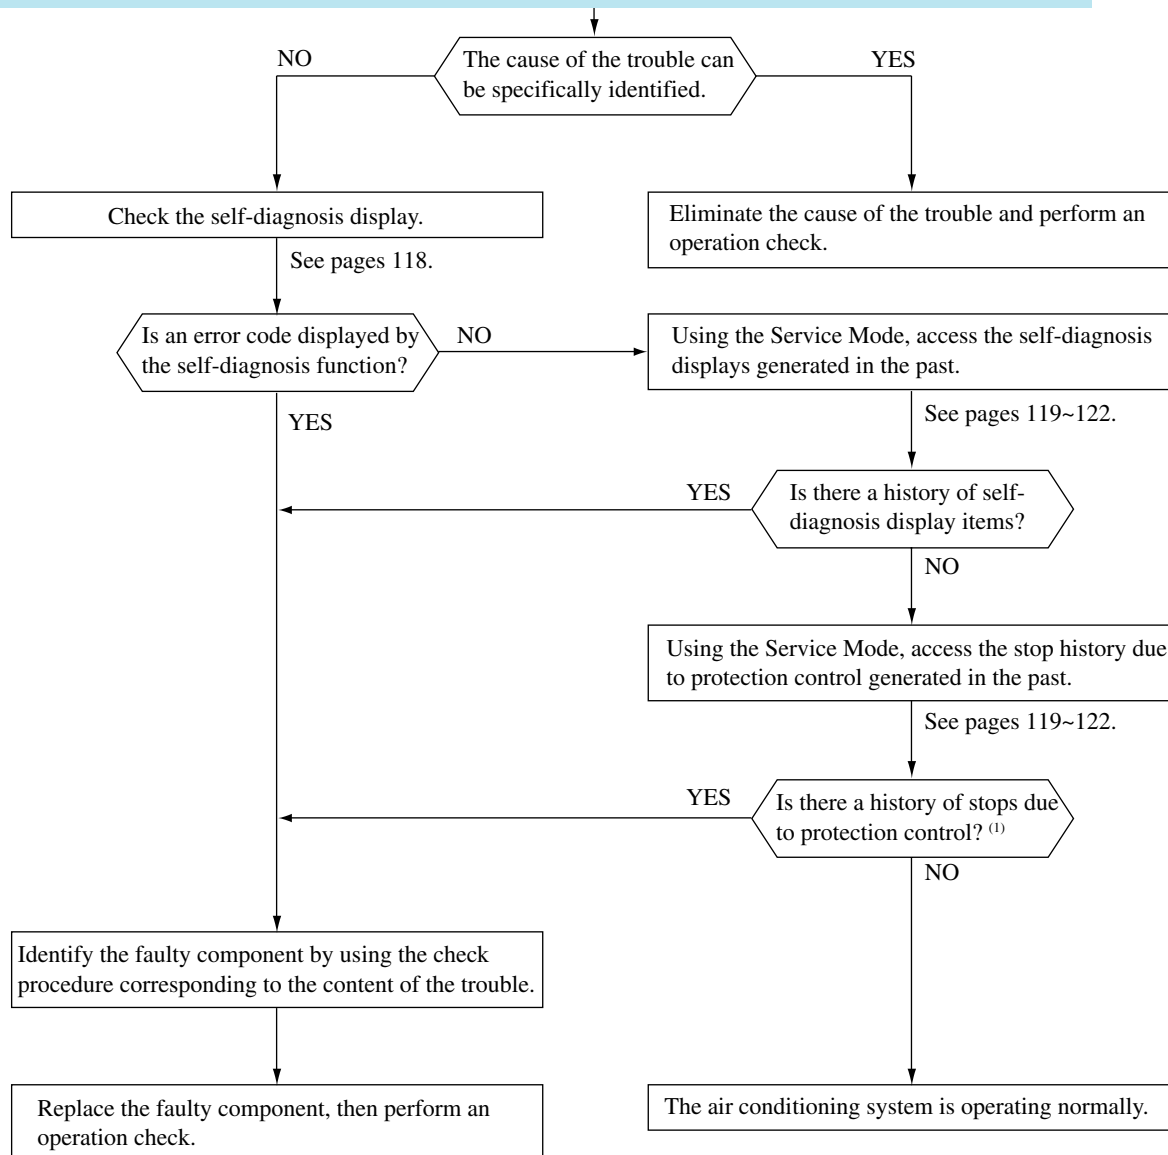 The cause of the trouble can
be specifically identified.
NO
YES
Check the self-diagnosis display.
Eliminate the cause of the trouble and perform an
operation check.
See pages 118.
Is an error code displayed by
the self-diagnosis function?
NO
Using the Service Mode, access the self-diagnosis
displays generated in the past.
YES
See pages 119~122.
YES
Is there a history of self-
diagnosis display items?
NO
Using the Service Mode, access the stop history due
to protection control generated in the past.
See pages 119~122.
YES
Is there a history of stops due
to protection control? (1)
NO
Identify the faulty component by using the check
procedure corresponding to the content of the trouble.
Replace the faulty component, then perform an
operation check.
The air conditioning system is operating normally.